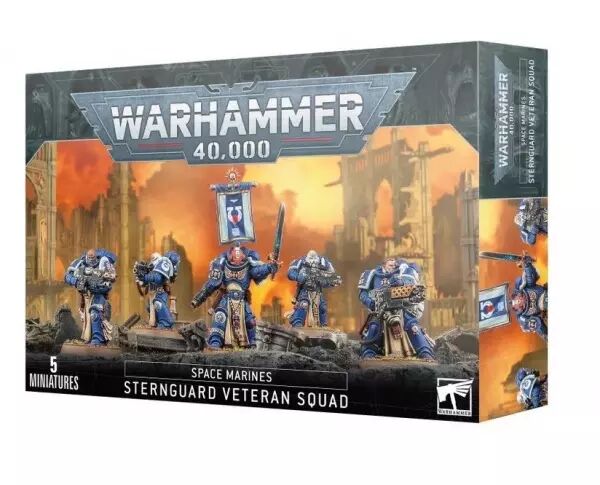 WARHAMMER
40,000
5
MINIATURES
SPACE MARINES
STERNGUARD VETERAN SQUAD
WARHAMMER
WARHAMMER
40,000
SPACE MARINES
STERNGUARD VETERAN SQUAD